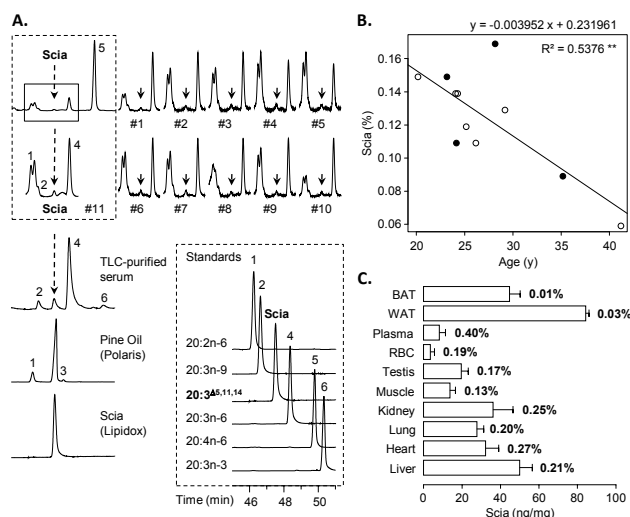 A.
5
Scia
1
2
4
Scia
#11
#1
#2
#3
#4
#5
#6
#7
#8
#9
#10
4
TLC-purified
serum
2
6
Pine Oil
(Polaris)
1
3
Scia
(Lipidox)
Standards
1
2
Scia
4
5
6
20:2n-6
20:3n-9
20:3Δ5,11,14
20:3n-6
20:4n-6
20:3n-3
Time (min)
46
48
50
B.
y = -0.003952 x + 0.231961
R² = 0.5376 **
Scia (%)
0.16
0.14
0.12
0.10
0.08
0.06
20
25
30
35
40
Age (y)
C.
BAT 0.01%
WAT 0.03%
Plasma 0.40%
RBC 0.19%
Testis 0.17%
Muscle 0.13%
Kidney 0.25%
Lung 0.20%
Heart 0.27%
Liver 0.21%
0 20 40 60 80 100
Scia (ng/mg)